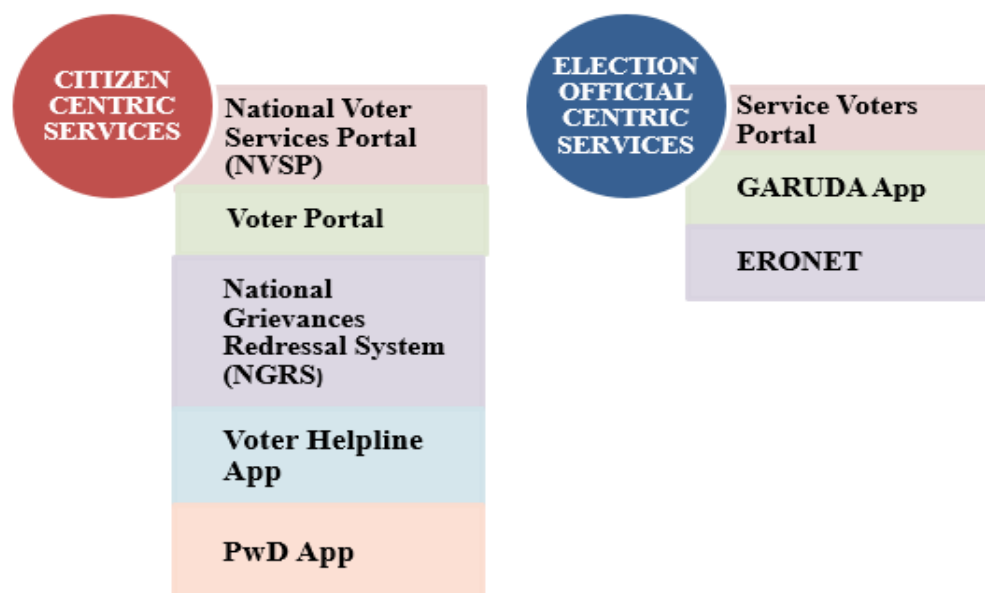 CITIZEN
CENTRIC
SERVICES
National Voter
Services Portal
(NVSP)
Voter Portal
National
Grievances
Redressal System
(NGRS)
Voter Helpline
App
PwD App
ELECTION
OFFICIAL
CENTRIC
SERVICES
Service Voters
Portal
GARUDA App
ERONET